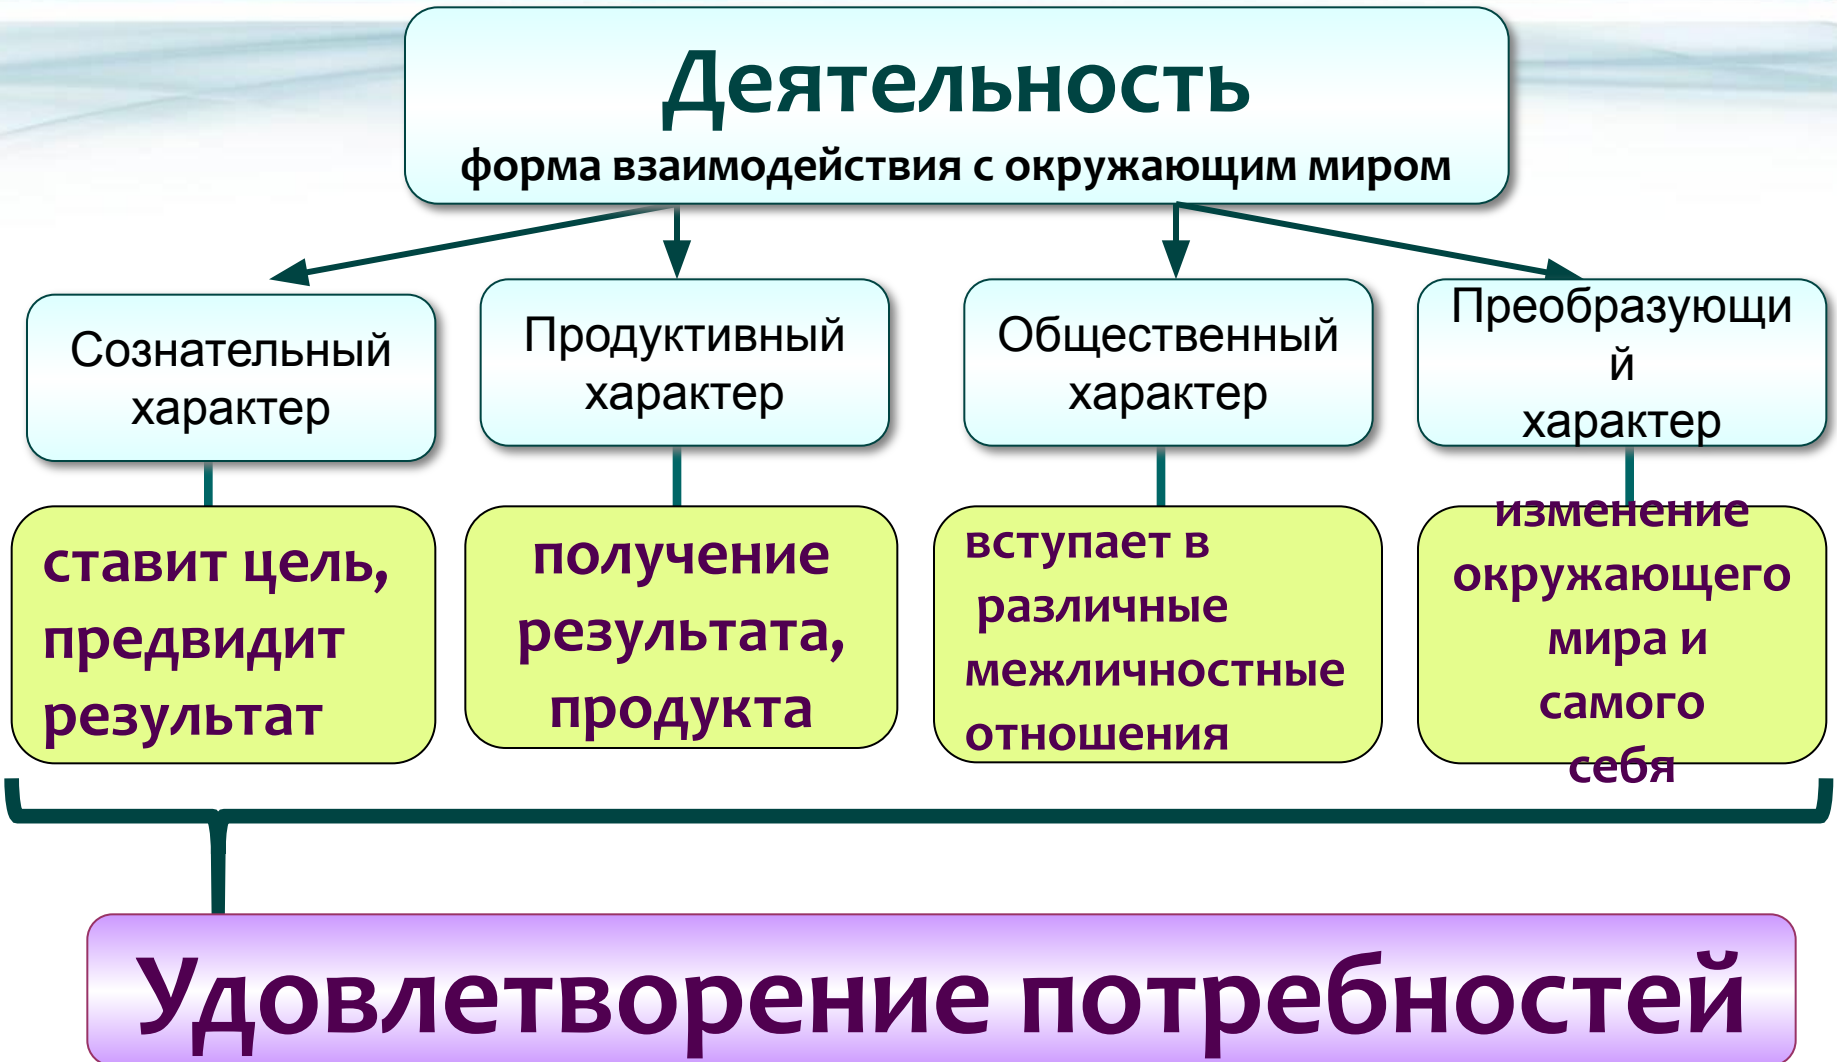 Деятельность
форма взаимодействия с окружающим миром
Сознательный
характер
Продуктивный
характер
Общественный
характер
Преобразующи
й
характер
ставит цель,
предвидит
результат
получение
результата,
продукта
вступает в
различные
межличностные
отношения
изменение
окружающего
мира и
самого
себя
Удовлетворение потребностей